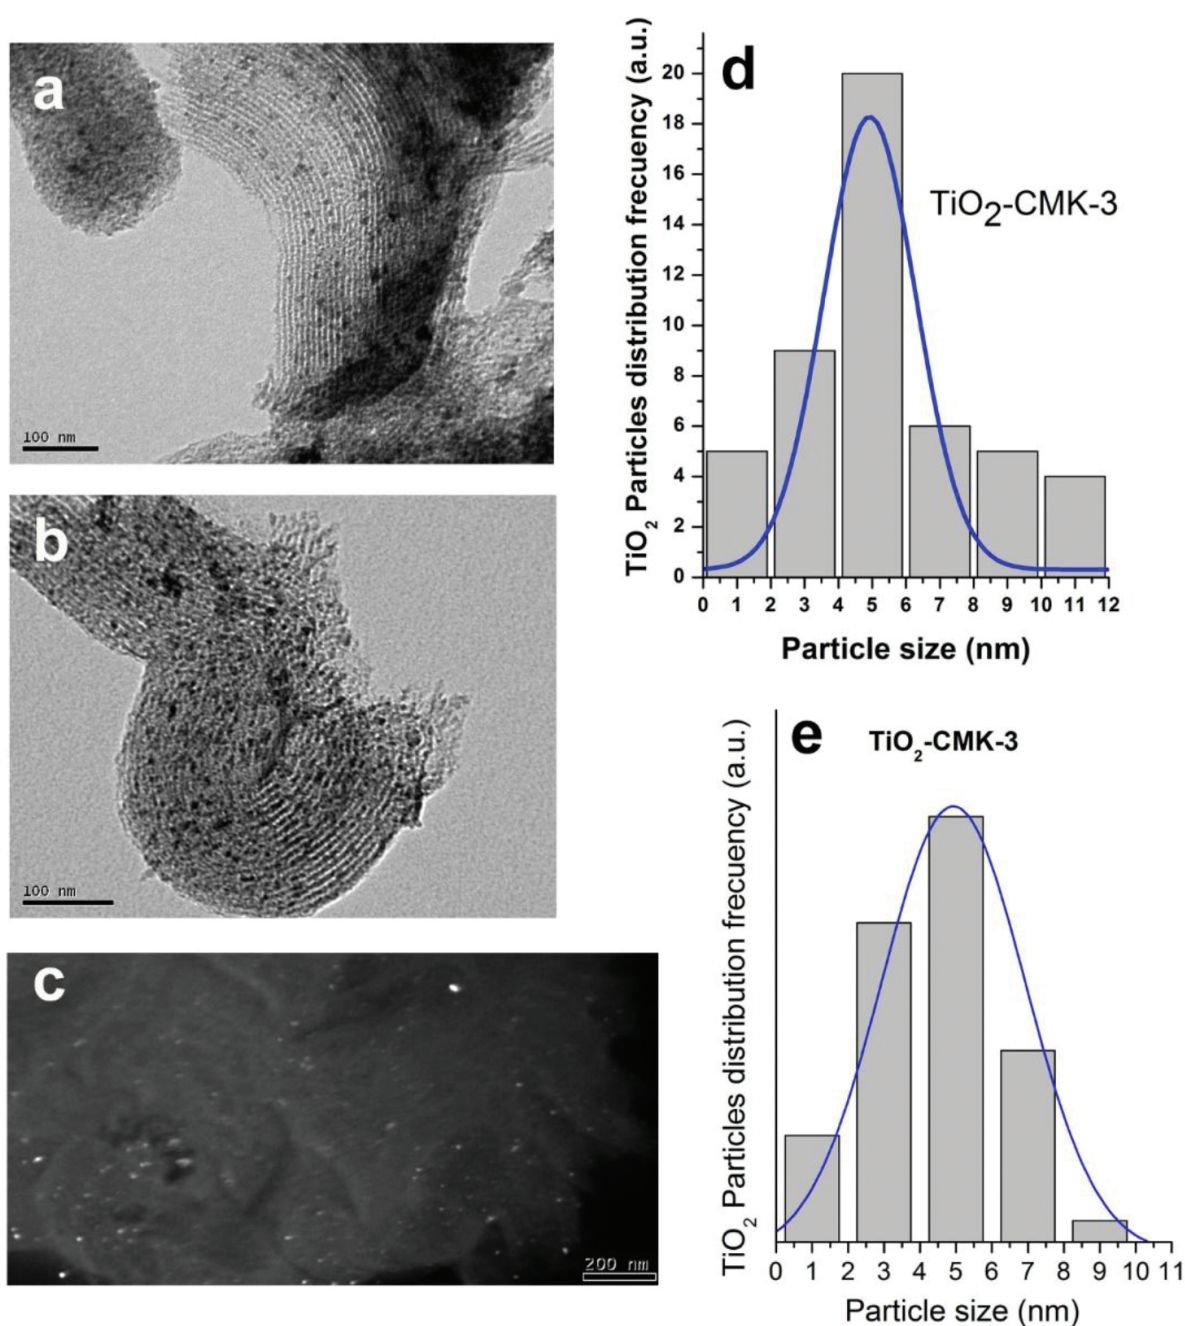 a
100 nm
b
100 nm
c
200 nm
d
TiO2-CMK-3
TiO2 Particles distribution frecuency (a.u.)
20
18
16
14
12
10
8
6
4
2
0
0 1 2 3 4 5 6 7 8 9 10 11 12
Particle size (nm)
e
TiO2-CMK-3
TiO2 Particles distribution frecuency (a.u.)
0 1 2 3 4 5 6 7 8 9 10 11
Particle size (nm)